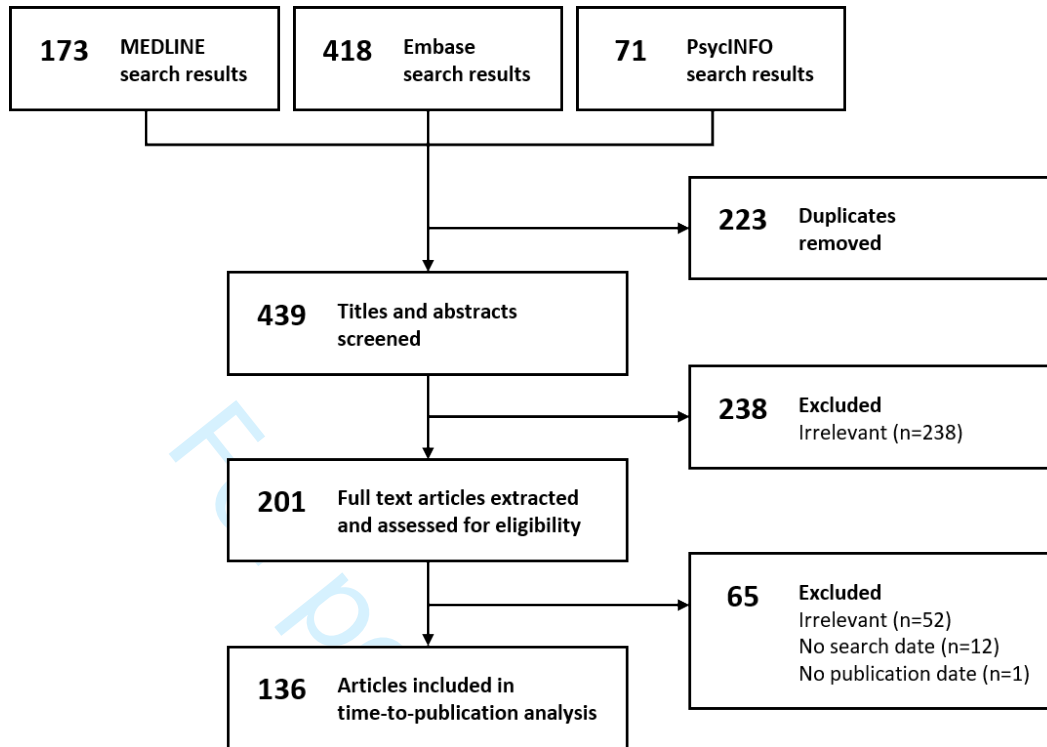 173 MEDLINE
search results
418 Embase
search results
71 PsycINFO
search results
223 Duplicates
removed
439 Titles and abstracts
screened
238 Excluded
Irrelevant (n=238)
201 Full text articles extracted
and assessed for eligibility
65 Excluded
Irrelevant (n=52)
No search date (n=12)
No publication date (n=1)
136 Articles included in
time-to-publication analysis